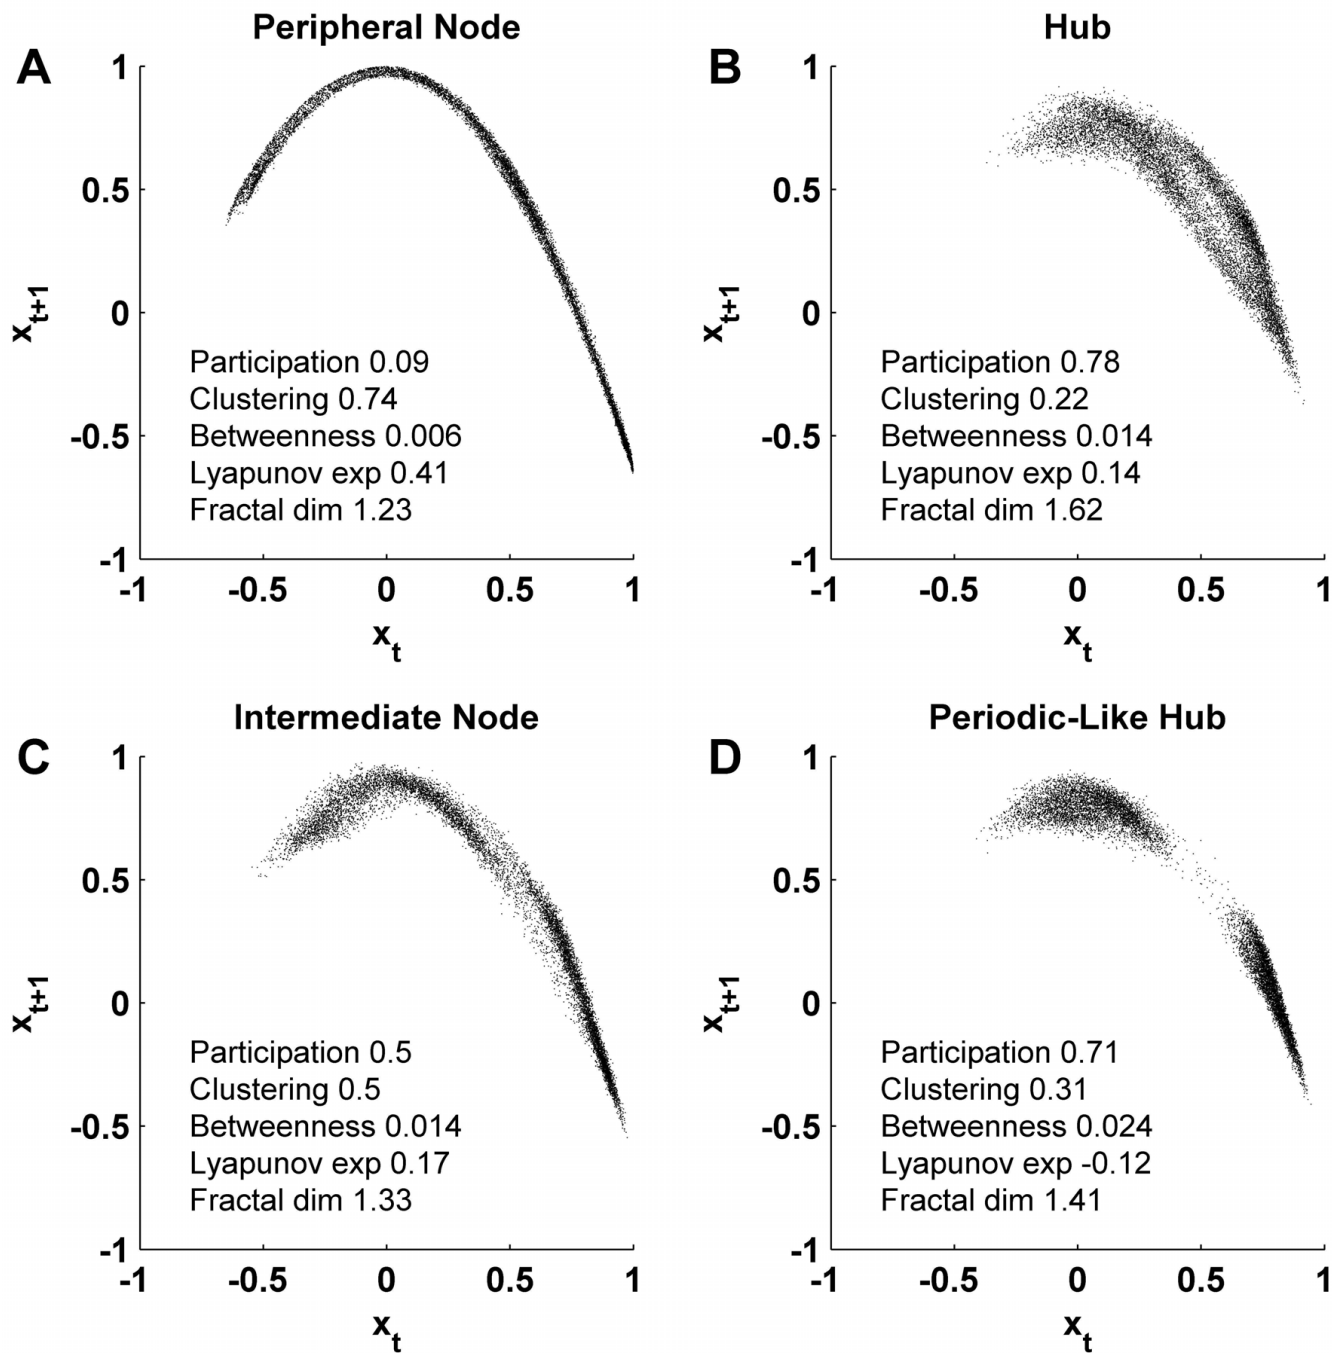 Peripheral Node
A
1
0.5
0
-0.5
-1
x_{t+1}
Participation 0.09
Clustering 0.74
Betweenness 0.006
Lyapunov exp 0.41
Fractal dim 1.23
-1 -0.5 0 0.5 1
x_t
Hub
B
1
0.5
0
-0.5
-1
x_{t+1}
Participation 0.78
Clustering 0.22
Betweenness 0.014
Lyapunov exp 0.14
Fractal dim 1.62
-1 -0.5 0 0.5 1
x_t
Intermediate Node
C
1
0.5
0
-0.5
-1
x_{t+1}
Participation 0.5
Clustering 0.5
Betweenness 0.014
Lyapunov exp 0.17
Fractal dim 1.33
-1 -0.5 0 0.5 1
x_t
Periodic-Like Hub
D
1
0.5
0
-0.5
-1
x_{t+1}
Participation 0.71
Clustering 0.31
Betweenness 0.024
Lyapunov exp -0.12
Fractal dim 1.41
-1 -0.5 0 0.5 1
x_t